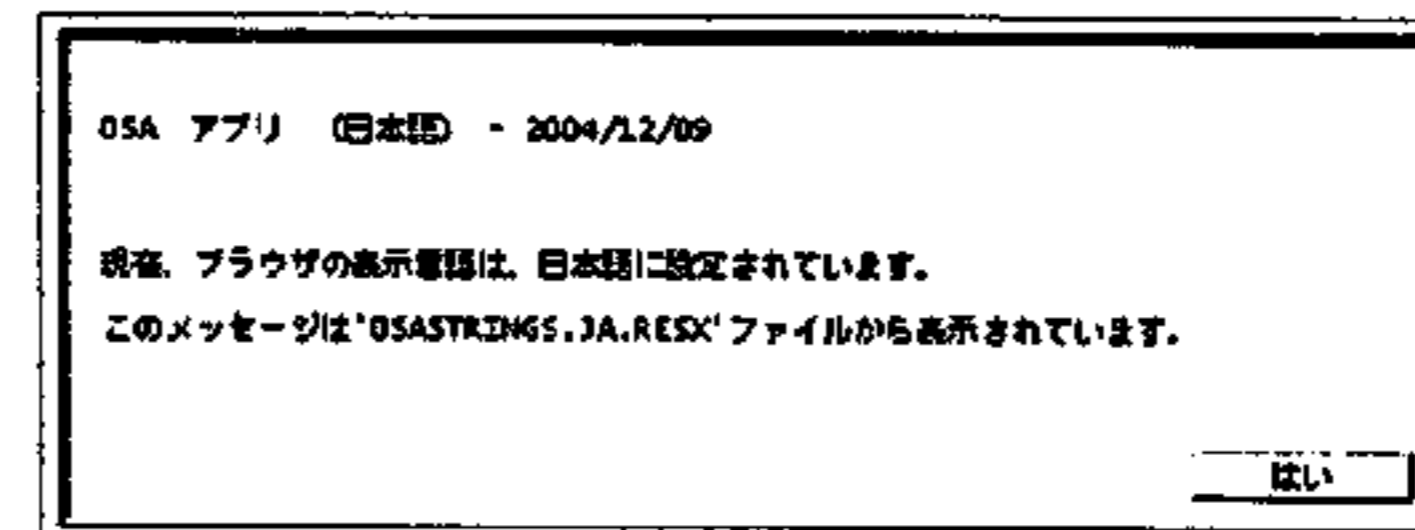 OSA アプリ (日本語) - 2004/12/09
現在、ブラウザの表示言語は、日本語に設定されています。
このメッセージは'OSASTRINGS.JA.RESX'ファイルから表示されています。
はい